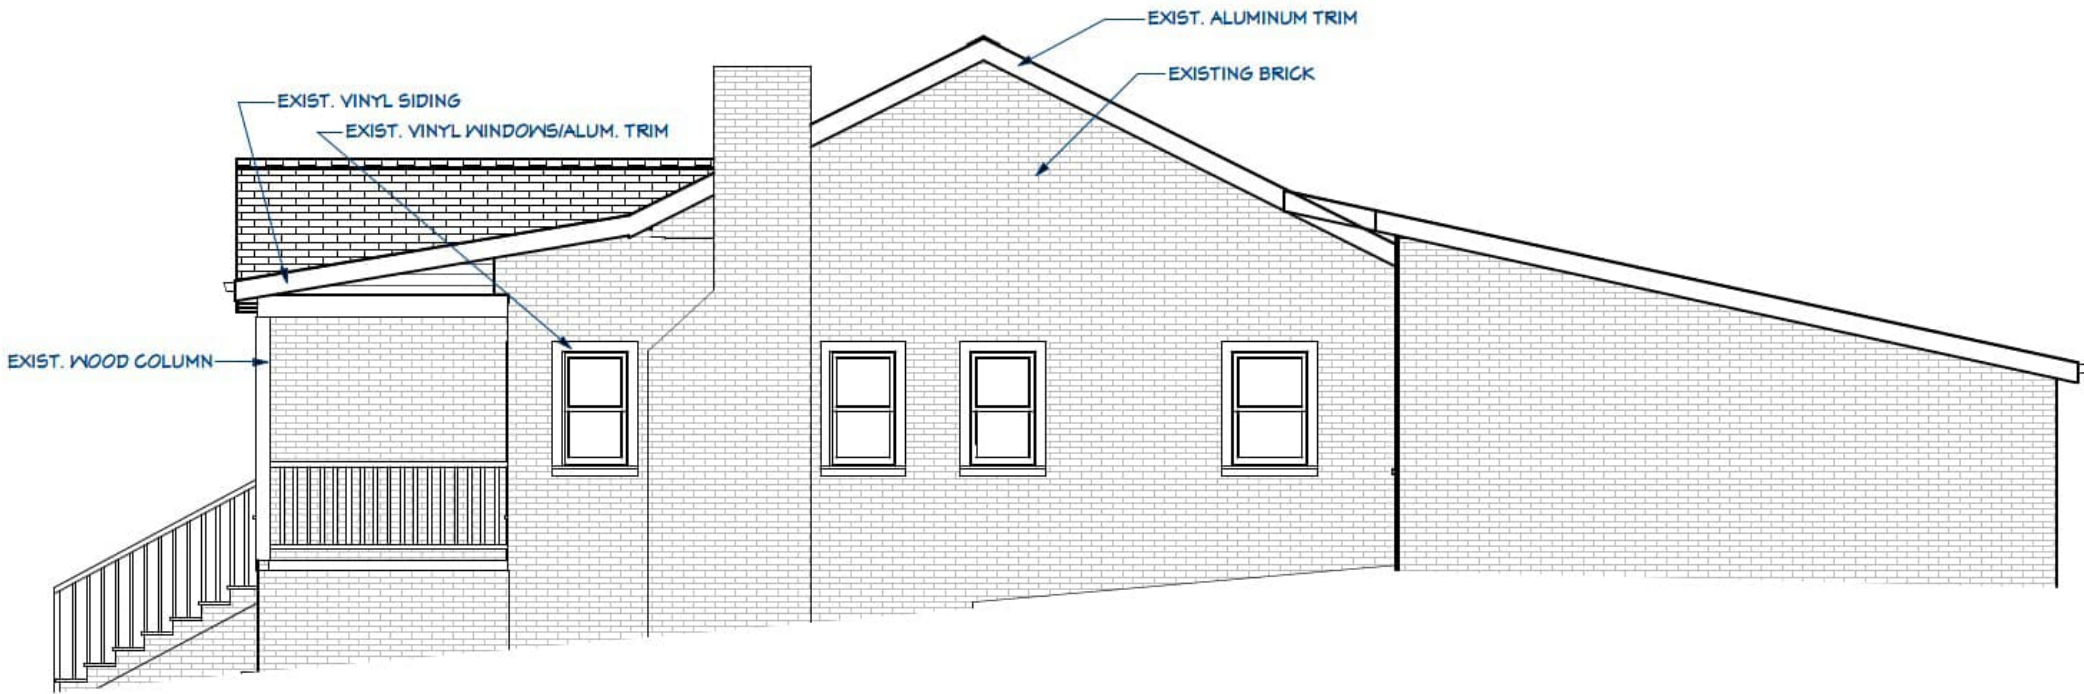 EXIST. ALUMINUM TRIM
EXISTING BRICK
EXIST. VINYL SIDING
EXIST. VINYL WINDOWS/ALUM. TRIM
EXIST. WOOD COLUMN